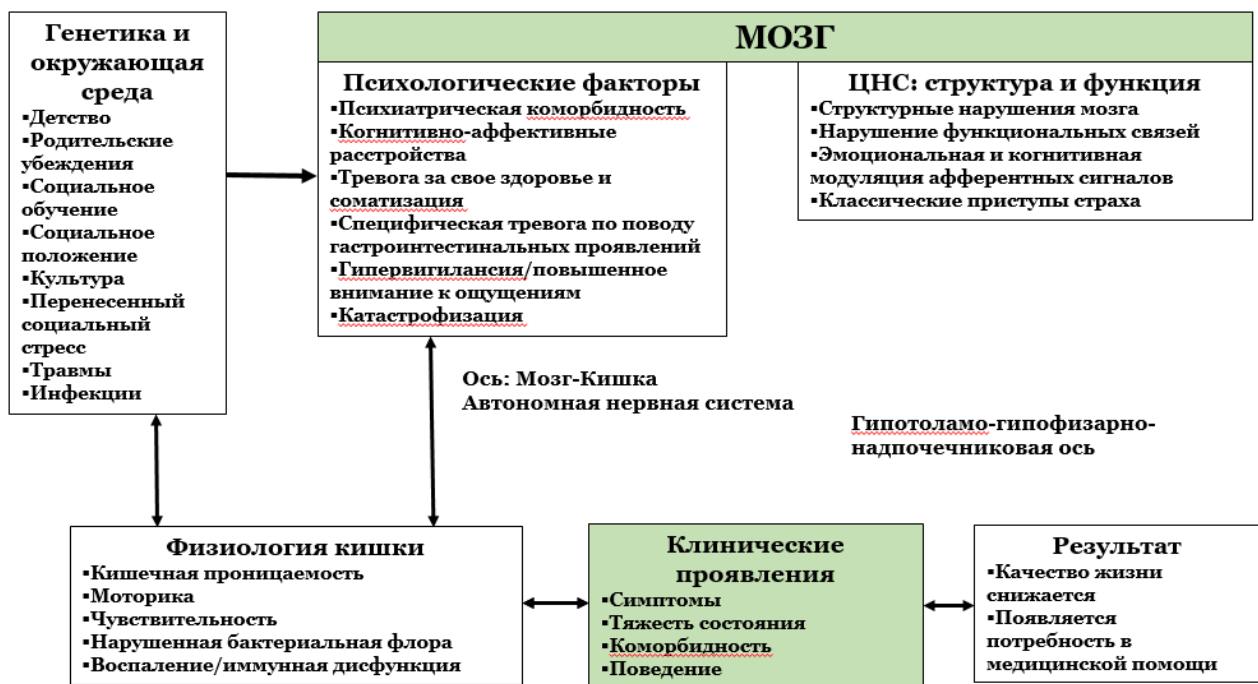 Генетика и
окружающая
среда
▪Детство
▪Родительские
убеждения
▪Социальное
обучение
▪Социальное
положение
▪Культура
▪Перенесенный
социальный
стресс
▪Травмы
▪Инфекции
МОЗГ
Психологические факторы
▪Психиатрическая коморбидность
▪Когнитивно-аффективные
расстройства
▪Тревога за свое здоровье и
соматизация
▪Специфическая тревога по поводу
гастроинтестинальных проявлений
▪Гипервигилансия/повышенное
внимание к ощущениям
▪Катастрофизация
ЦНС: структура и функция
▪Структурные нарушения мозга
▪Нарушение функциональных связей
▪Эмоциональная и когнитивная
модуляция афферентных сигналов
▪Классические приступы страха
Ось: Мозг-Кишка
Автономная нервная система
Гипотоламо-гипофизарно-
надпочечниковая ось
Физиология кишки
▪Кишечная проницаемость
▪Моторика
▪Чувствительность
▪Нарушенная бактериальная флора
▪Воспаление/иммунная дисфункция
Клинические
проявления
▪Симптомы
▪Тяжесть состояния
▪Коморбидность
▪Поведение
Результат
▪Качество жизни
снижается
▪Появляется
потребность в
медицинской помощи